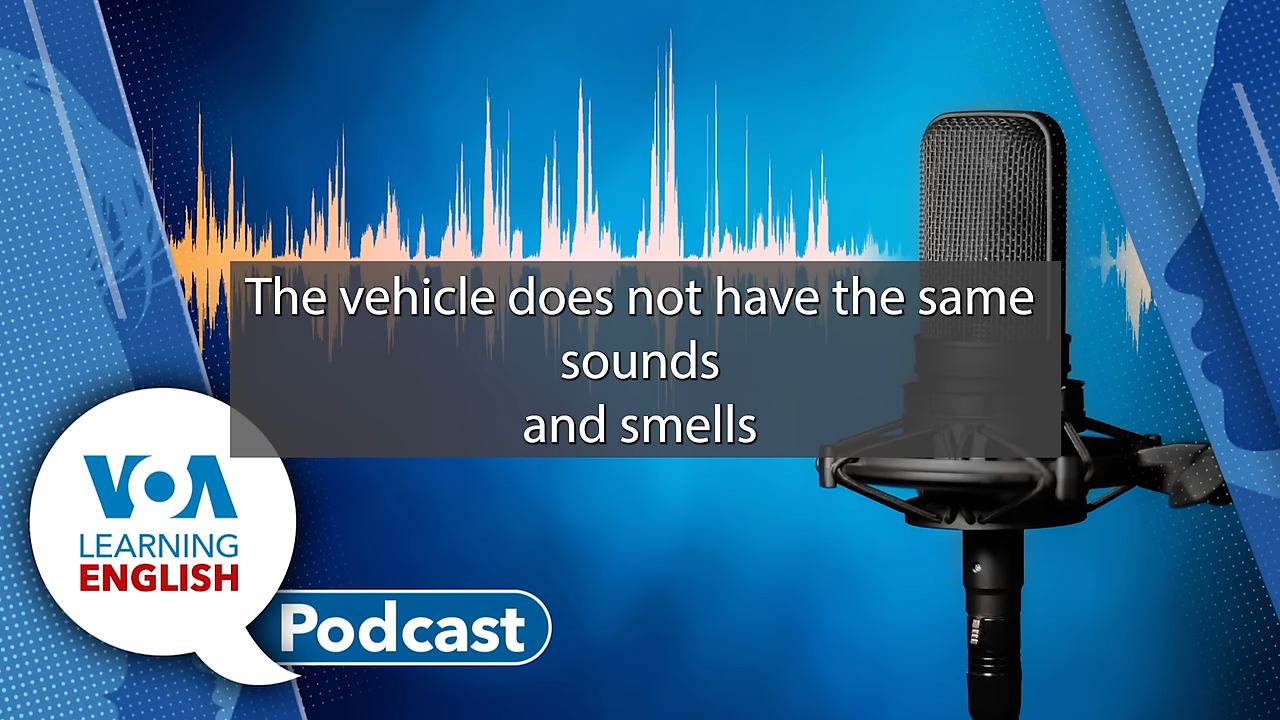 The vehicle does not have the same
sounds
and smells
VOA
LEARNING
ENGLISH
Podcast